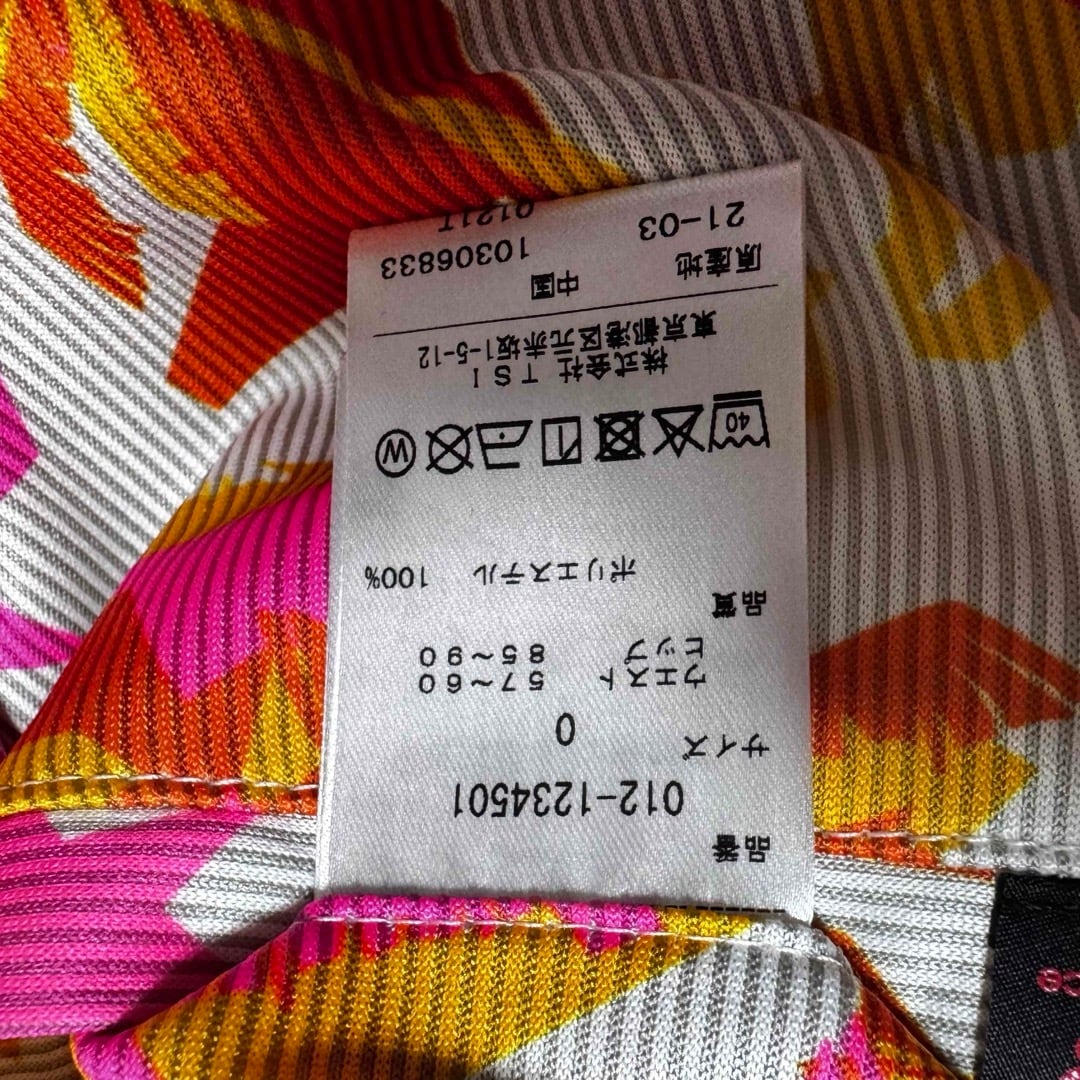 品番
012-1234501
サイズ 0
ウエスト 57～60
ヒップ 85～90
品質
ポリエステル 100%
40
W
株式会社 TSI
東京都港区元赤坂1-5-12
原産地 中国
21-03 10306833
0121T